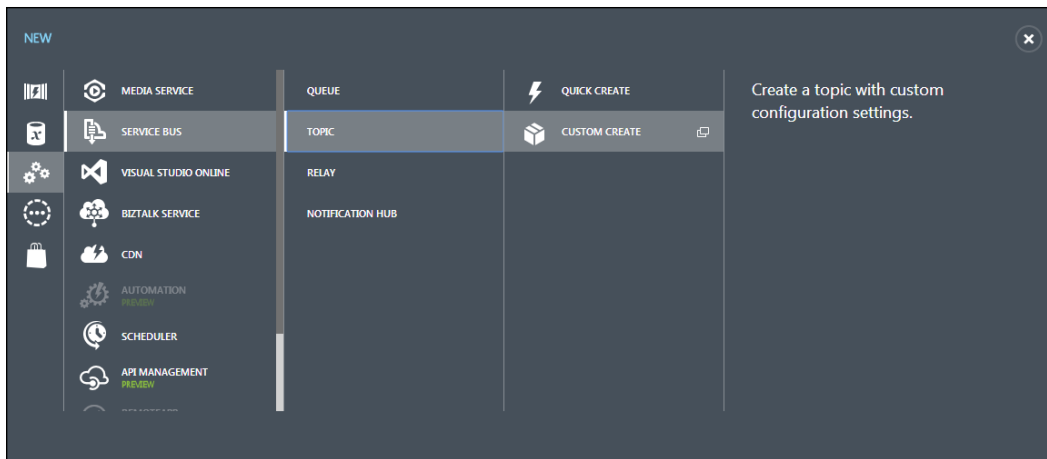 NEW
MEDIA SERVICE
SERVICE BUS
VISUAL STUDIO ONLINE
BIZTALK SERVICE
CDN
AUTOMATION
PREVIEW
SCHEDULER
API MANAGEMENT
PREVIEW
QUEUE
TOPIC
RELAY
NOTIFICATION HUB
QUICK CREATE
CUSTOM CREATE
Create a topic with custom
configuration settings.